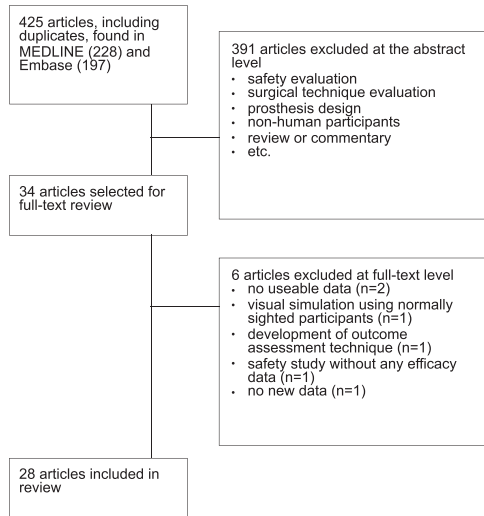 425 articles, including
duplicates, found in
MEDLINE (228) and
Embase (197)
391 articles excluded at the abstract
level
• safety evaluation
• surgical technique evaluation
• prosthesis design
• non-human participants
• review or commentary
• etc.
34 articles selected for
full-text review
6 articles excluded at full-text level
• no useable data (n=2)
• visual simulation using normally
sighted participants (n=1)
• development of outcome
assessment technique (n=1)
• safety study without any efficacy
data (n=1)
• no new data (n=1)
28 articles included in
review